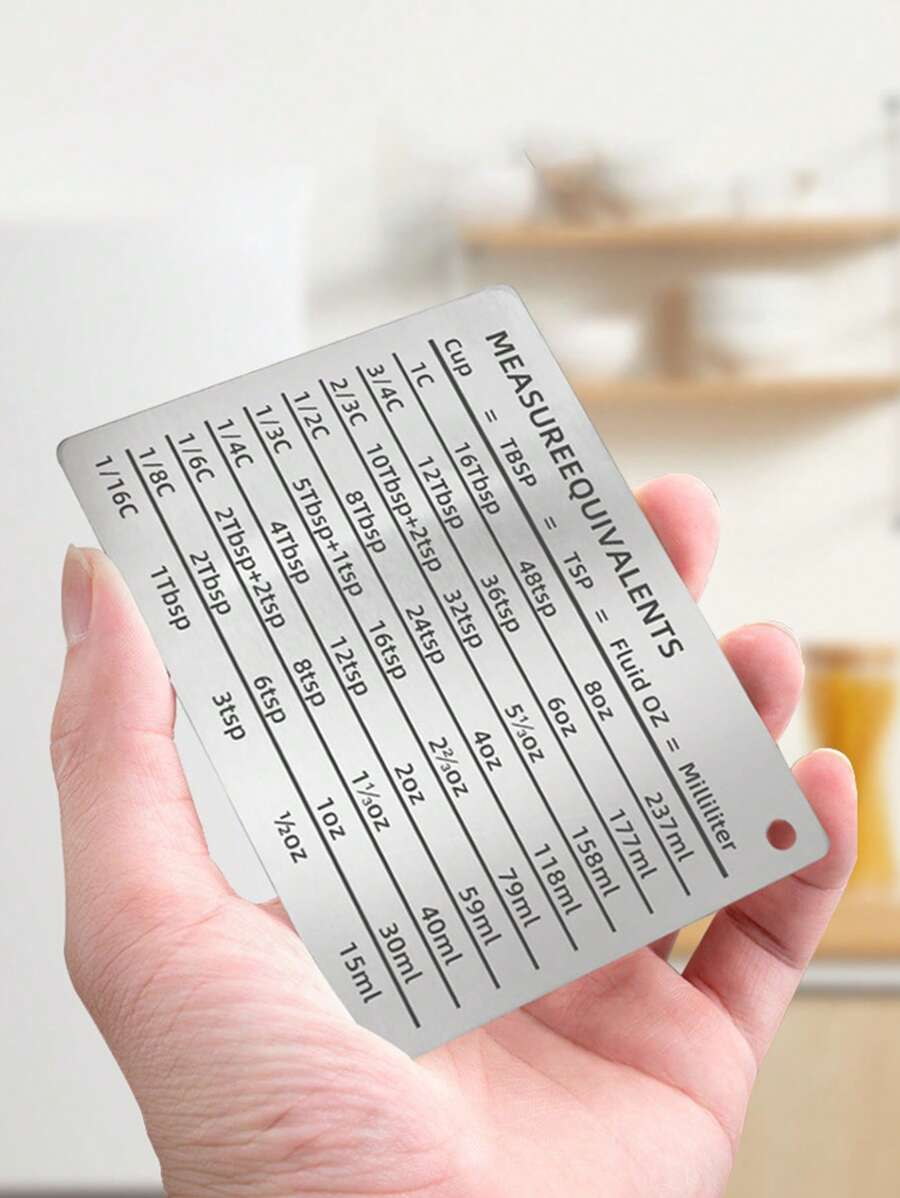 MEASUREEQUIVALENTS
Cup = TBSP = TSP = Fluid OZ = Milliliter
1C 16Tbsp 48tsp 8oz 237ml
3/4C 12Tbsp 36tsp 6oz 177ml
2/3C 10Tbsp+2tsp 32tsp 5⅓oz 158ml
1/2C 8Tbsp 24tsp 4oz 118ml
1/3C 5Tbsp+1tsp 16tsp 2⅔oz 79ml
1/4C 4Tbsp 12tsp 2oz 59ml
1/6C 2Tbsp+2tsp 8tsp 1⅓oz 40ml
1/8C 2Tbsp 6tsp 1oz 30ml
1/16C 1Tbsp 3tsp ½oz 15ml